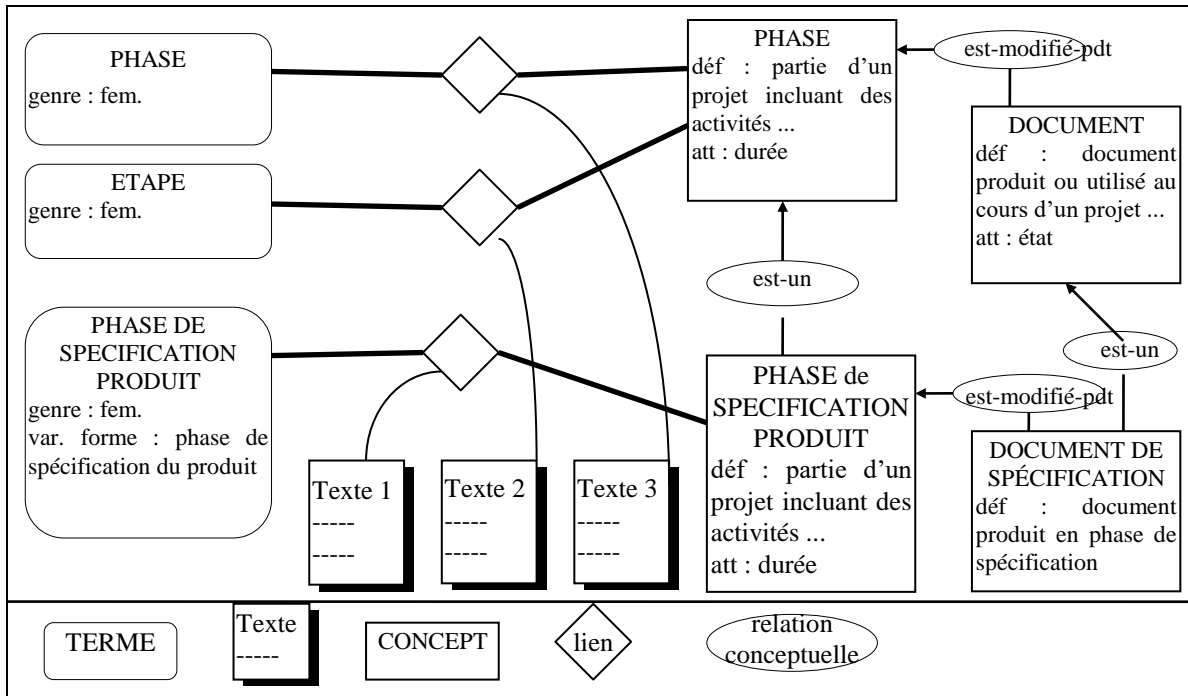 PHASE
genre : fem.
ETAPE
genre : fem.
PHASE DE
SPECIFICATION
PRODUIT
genre : fem.
var. forme : phase de
spécification du produit
Texte 1
-----
-----
Texte 2
-----
-----
Texte 3
-----
-----
PHASE
déf : partie d’un
projet incluant des
activités ...
att : durée
est-modifié-pdt
DOCUMENT
déf : document
produit ou utilisé au
cours d’un projet ...
att : état
est-un
est-un
PHASE de
SPECIFICATION
PRODUIT
déf : partie d’un
projet incluant des
activités ...
att : durée
est-modifié-pdt
DOCUMENT DE
SPÉCIFICATION
déf : document
produit en phase de
spécification
TERME
Texte
-----
CONCEPT
lien
relation
conceptuelle